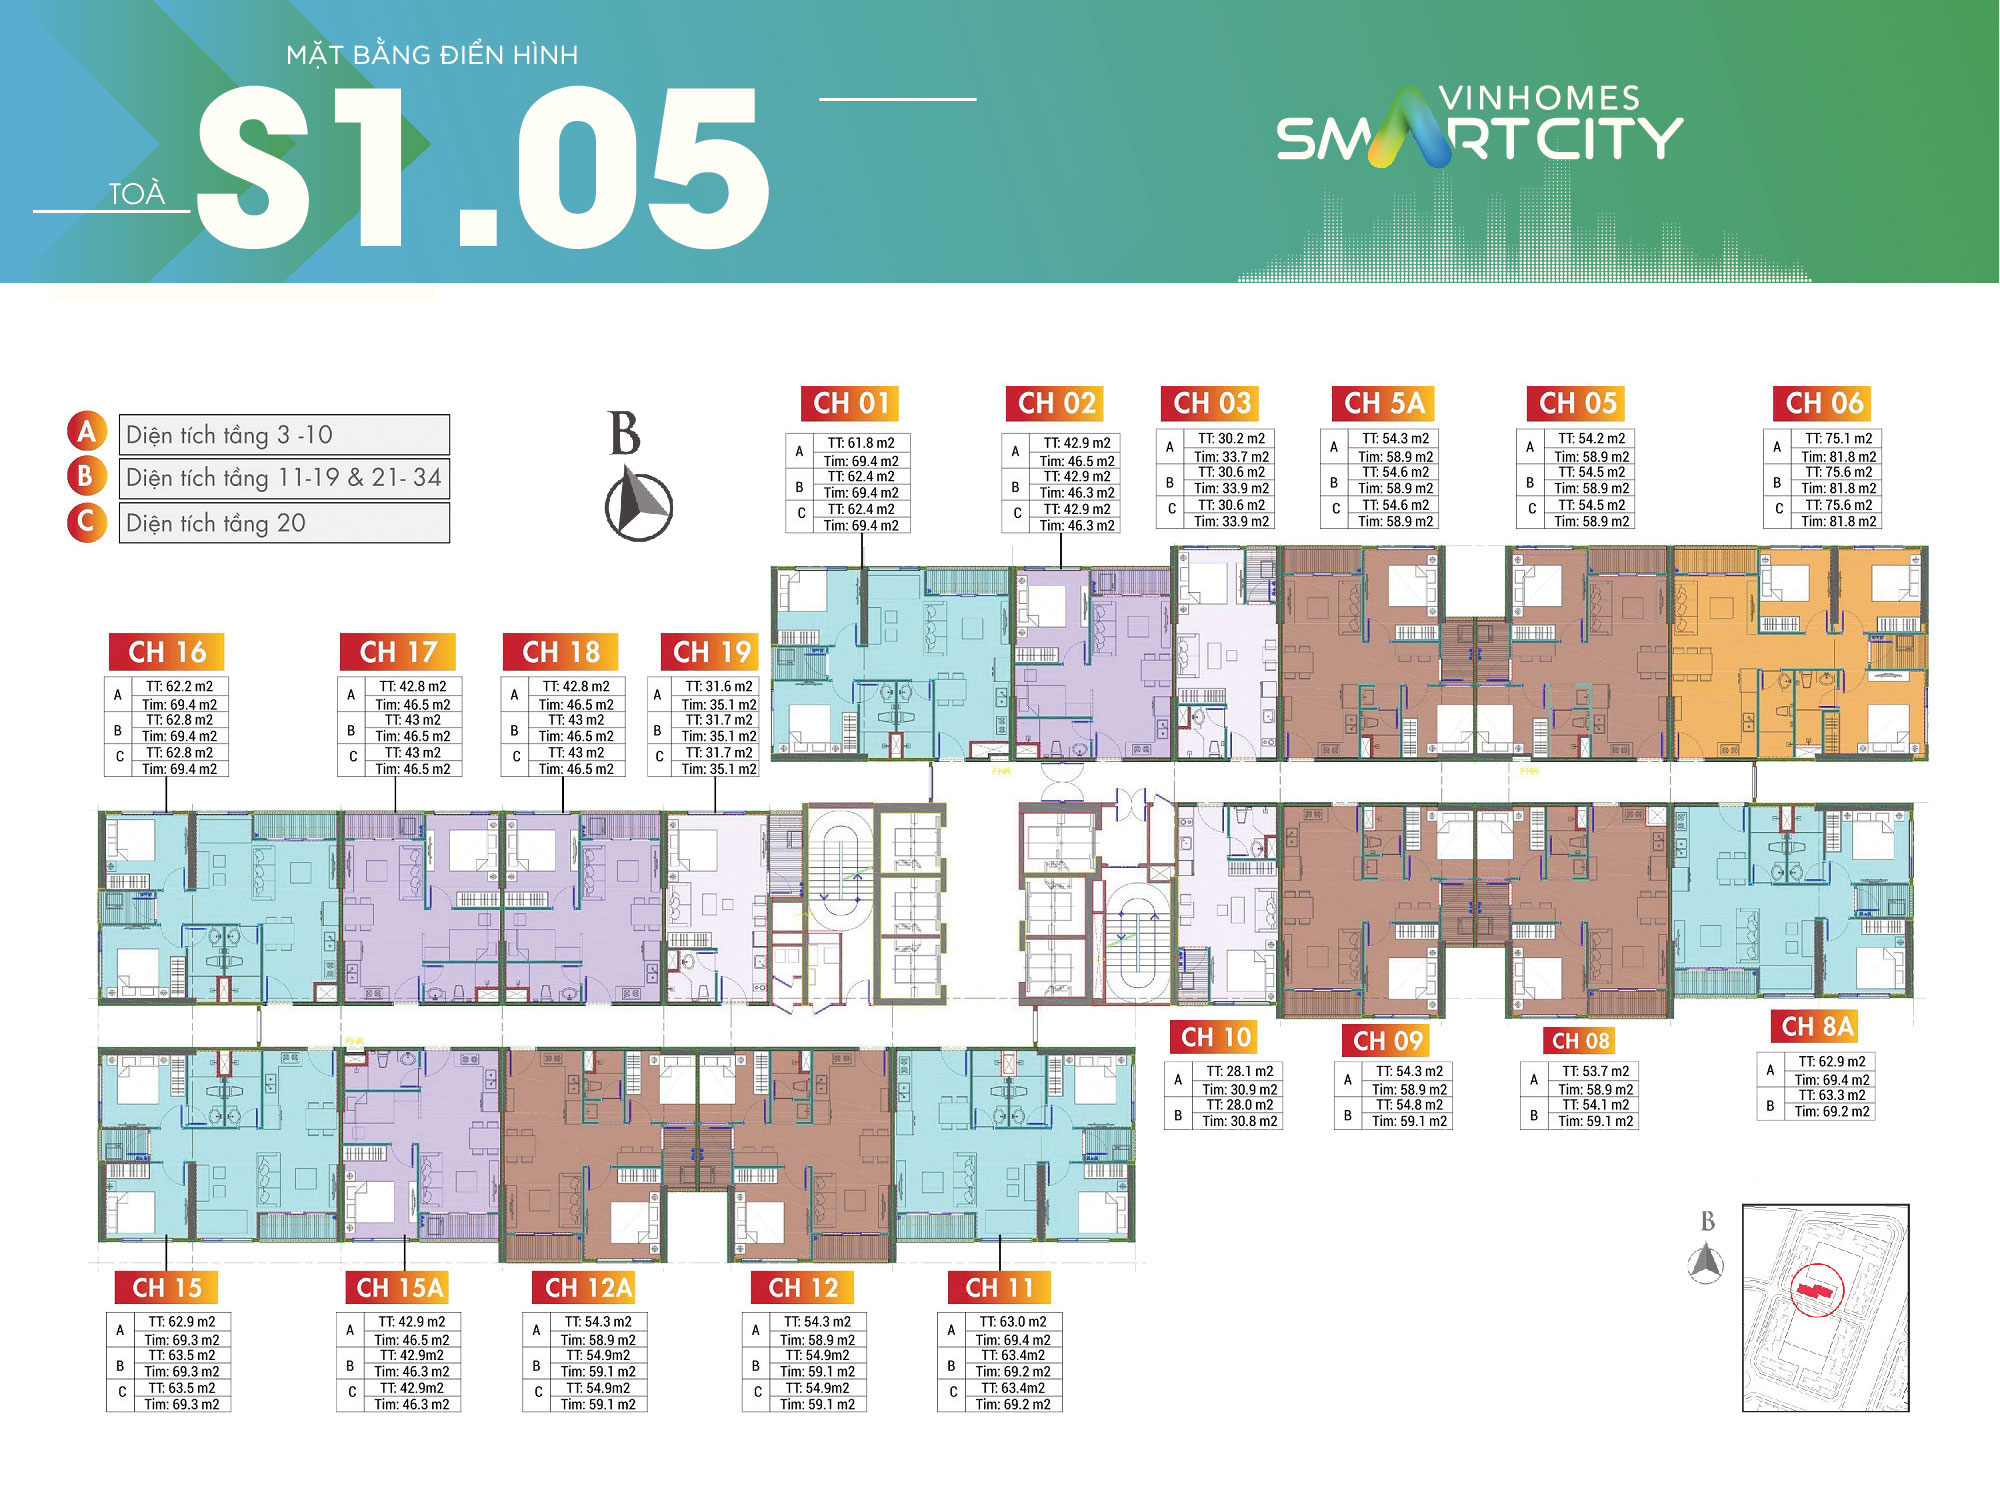 MẶT BẰNG ĐIỂN HÌNH
TOÀ
S1.05
VINHOMES
SMARTCITY
A
Diện tích tầng 3 -10
B
Diện tích tầng 11-19 & 21- 34
C
Diện tích tầng 20
B
CH 01
A
TT: 61.8 m2
Tim: 69.4 m2
B
TT: 62.4 m2
Tim: 69.4 m2
C
TT: 62.4 m2
Tim: 69.4 m2
CH 02
A
TT: 42.9 m2
Tim: 46.5 m2
B
TT: 42.9 m2
Tim: 46.3 m2
C
TT: 42.9 m2
Tim: 46.3 m2
CH 03
A
TT: 30.2 m2
Tim: 33.7 m2
B
TT: 30.6 m2
Tim: 33.9 m2
C
TT: 30.6 m2
Tim: 33.9 m2
CH 5A
A
TT: 54.3 m2
Tim: 58.9 m2
B
TT: 54.6 m2
Tim: 58.9 m2
C
TT: 54.6 m2
Tim: 58.9 m2
CH 05
A
TT: 54.2 m2
Tim: 58.9 m2
B
TT: 54.5 m2
Tim: 58.9 m2
C
TT: 54.5 m2
Tim: 58.9 m2
CH 06
A
TT: 75.1 m2
Tim: 81.8 m2
B
TT: 75.6 m2
Tim: 81.8 m2
C
TT: 75.6 m2
Tim: 81.8 m2
CH 16
A
TT: 62.2 m2
Tim: 69.4 m2
B
TT: 62.8 m2
Tim: 69.4 m2
C
TT: 62.8 m2
Tim: 69.4 m2
CH 17
A
TT: 42.8 m2
Tim: 46.5 m2
B
TT: 43 m2
Tim: 46.5 m2
C
TT: 43 m2
Tim: 46.5 m2
CH 18
A
TT: 42.8 m2
Tim: 46.5 m2
B
TT: 43 m2
Tim: 46.5 m2
C
TT: 43 m2
Tim: 46.5 m2
CH 19
A
TT: 31.6 m2
Tim: 35.1 m2
B
TT: 31.7 m2
Tim: 35.1 m2
C
TT: 31.7 m2
Tim: 35.1 m2
FHR
FHR
FHR
CH 10
A
TT: 28.1 m2
Tim: 30.9 m2
B
TT: 28.0 m2
Tim: 30.8 m2
CH 09
A
TT: 54.3 m2
Tim: 58.9 m2
B
TT: 54.8 m2
Tim: 59.1 m2
CH 08
A
TT: 53.7 m2
Tim: 58.9 m2
B
TT: 54.1 m2
Tim: 59.1 m2
CH 8A
A
TT: 62.9 m2
Tim: 69.4 m2
B
TT: 63.3 m2
Tim: 69.2 m2
CH 15
A
TT: 62.9 m2
Tim: 69.3 m2
B
TT: 63.5 m2
Tim: 69.3 m2
C
TT: 63.5 m2
Tim: 69.3 m2
CH 15A
A
TT: 42.9 m2
Tim: 46.5 m2
B
TT: 42.9m2
Tim: 46.3 m2
C
TT: 42.9m2
Tim: 46.3 m2
CH 12A
A
TT: 54.3 m2
Tim: 58.9 m2
B
TT: 54.9m2
Tim: 59.1 m2
C
TT: 54.9m2
Tim: 59.1 m2
CH 12
A
TT: 54.3 m2
Tim: 58.9 m2
B
TT: 54.9m2
Tim: 59.1 m2
C
TT: 54.9m2
Tim: 59.1 m2
CH 11
A
TT: 63.0 m2
Tim: 69.4 m2
B
TT: 63.4m2
Tim: 69.2 m2
C
TT: 63.4m2
Tim: 69.2 m2
B